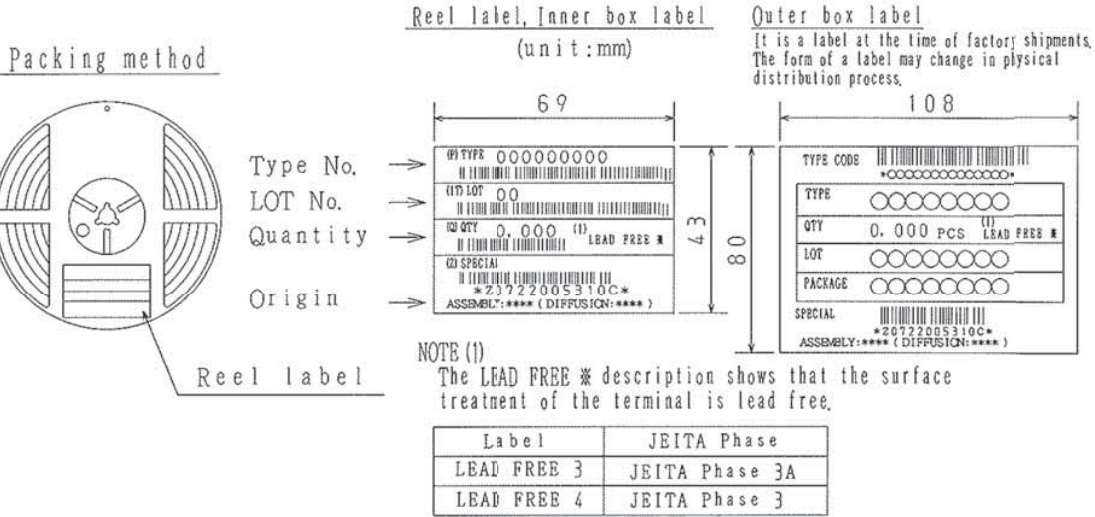 Packing method
Reel label
Reel label, Inner box label
(unit:mm)
69
Type No.
LOT No.
Quantity
Origin
(P) TYPE 000000000
(1T) LOT 00
(Q) QTY 0. 000 (1) LEAD FREE ※
(2) SPECIAL
*Z0722005310C*
ASSEMBLY:**** (DIFFUSION:****)
43
Outer box label
It is a label at the time of factory shipments.
The form of a label may change in physical
distribution process.
108
80
TYPE CODE
*○○○○○○○○○○○○○*
TYPE ○○○○○○○○
QTY 0. 000 PCS (1) LEAD FREE ※
LOT ○○○○○○○○
PACKAGE ○○○○○○○○
SPECIAL
*Z0722005310C*
ASSEMBLY:**** (DIFFUSION:****)
NOTE (1)
The LEAD FREE ※ description shows that the surface
treatment of the terminal is lead free.
Label JEITA Phase
LEAD FREE 3 JEITA Phase 3A
LEAD FREE 4 JEITA Phase 3